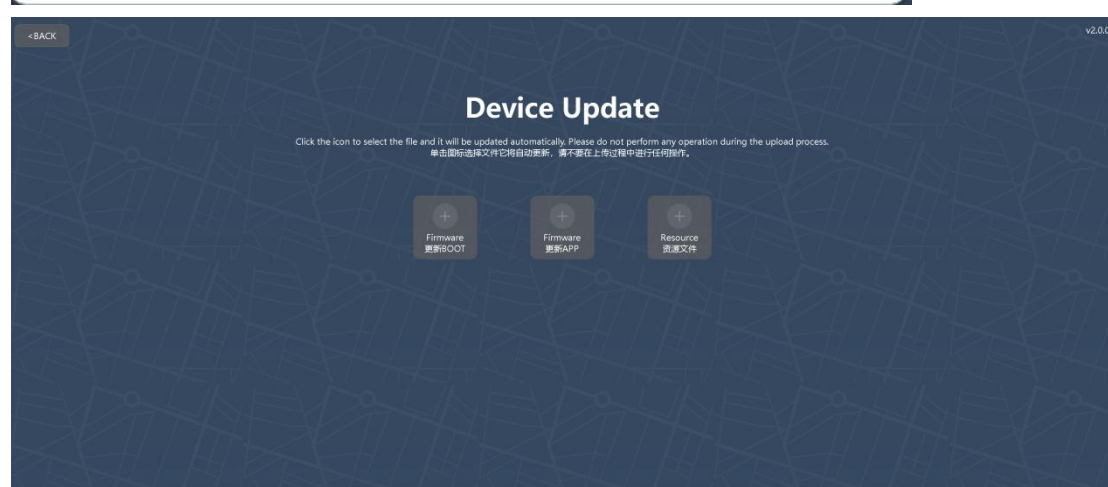 <BACK
v2.0.0
Device Update
Click the icon to select the file and it will be updated automatically. Please do not perform any operation during the upload process.
单击图标选择文件它将自动更新，请不要在上传过程中进行任何操作。
Firmware
更新BOOT
Firmware
更新APP
Resource
资源文件